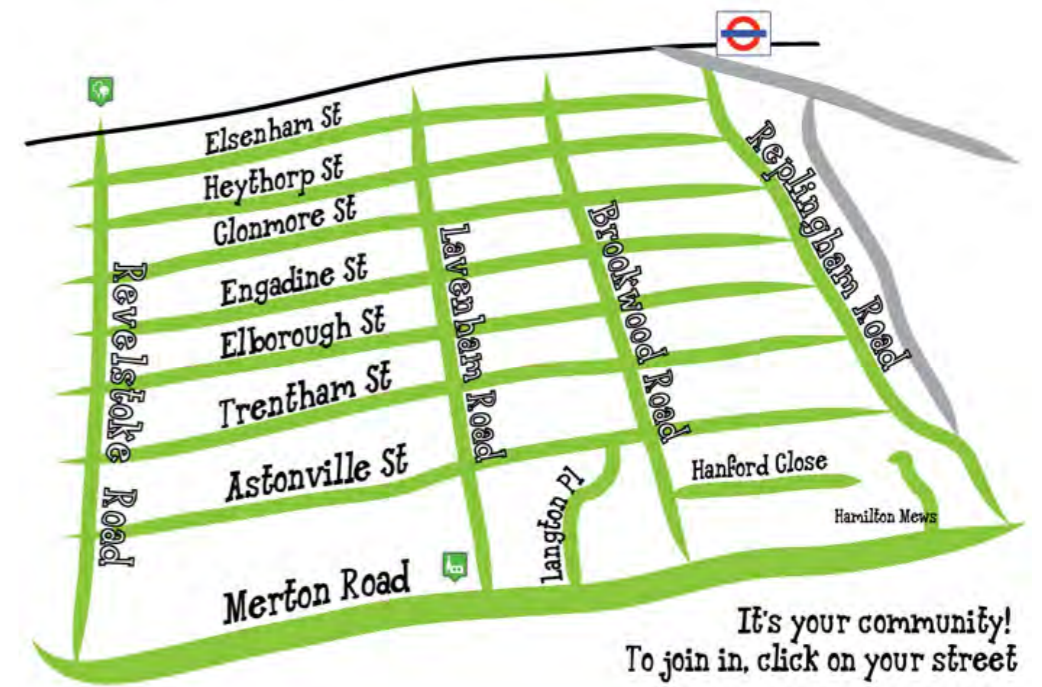 Elsenham St
Heythorp St
Clonmore St
Engadine St
Elborough St
Trentham St
Astonville St
Merton Road
Revelstoke Road
Lavenham Road
Brookwood Road
Replingham Road
Langton Pl
Hanford Close
Hamilton Mews
It's your community!
To join in, click on your street